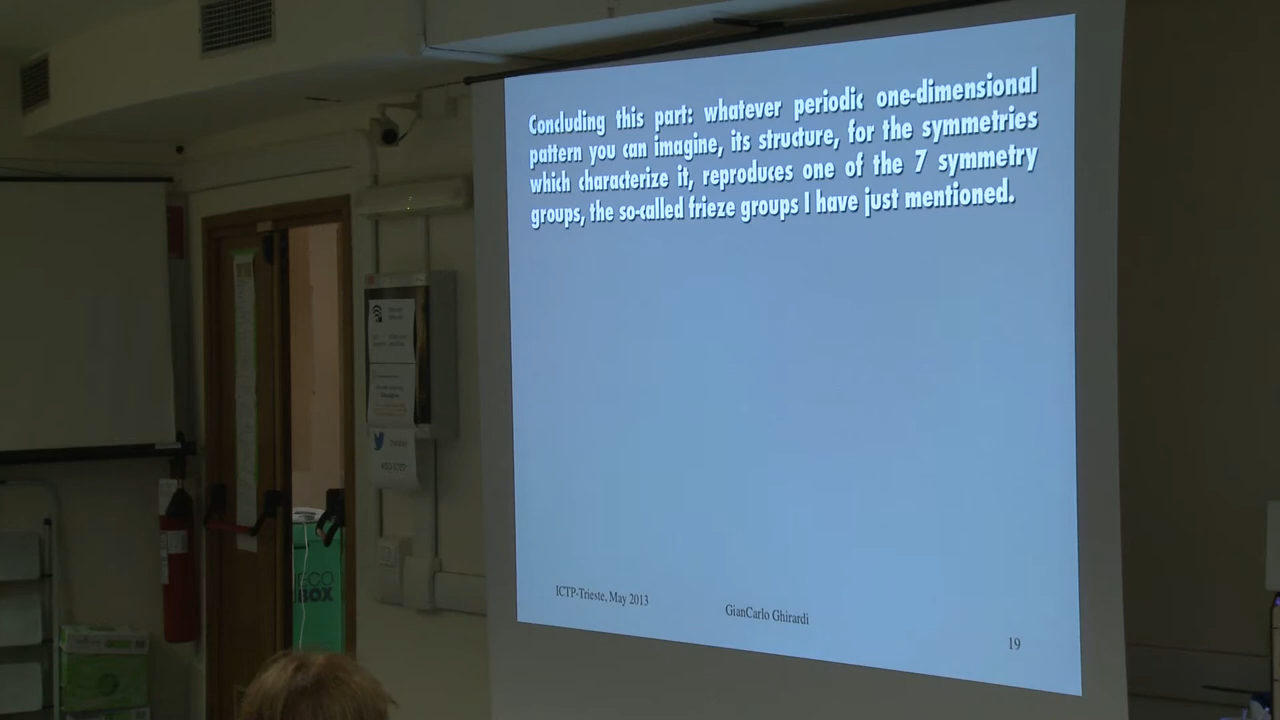 Concluding this part: whatever periodic one-dimensional
pattern you can imagine, its structure, for the symmetries
which characterize it, reproduces one of the 7 symmetry
groups, the so-called frieze groups I have just mentioned.
ICTP-Trieste, May 2013
GianCarlo Ghirardi
19
ECO
BOX